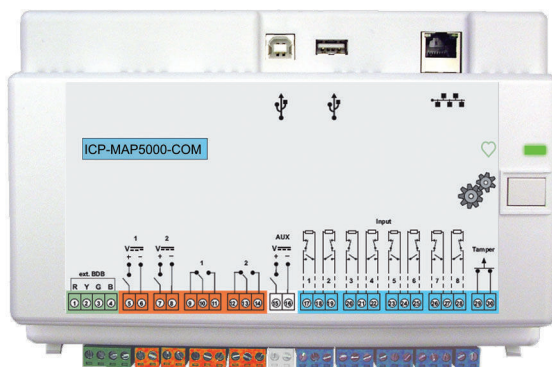 ICP-MAP5000-COM
1 2 AUX Input
V V V
+ - + - + -
1 2
1 2 3 4 5 6 7 8
Tamper
ext. BDB
R Y G B
1 2 3 4 5 6 7 8 9 10 11 12 13 14 15 16 17 18 19 20 21 22 23 24 25 26 27 28 29 30